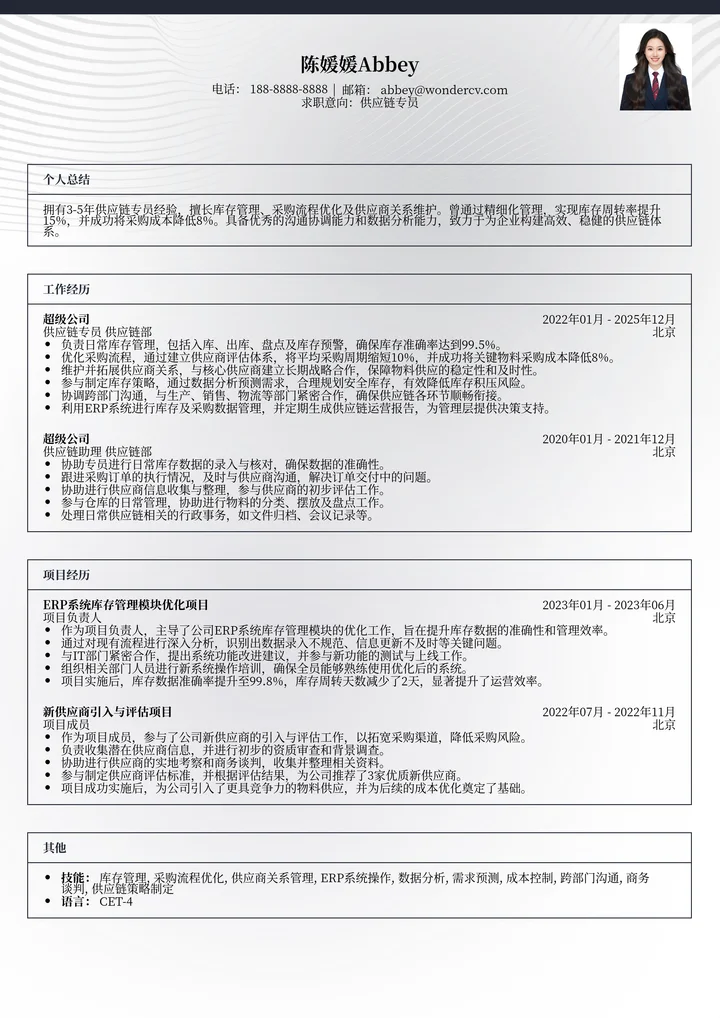 陈媛媛Abbey
电话： 188-8888-8888 | 邮箱： abbey@wondercv.com
求职意向：供应链专员
个人总结
拥有3-5年供应链专员经验，擅长库存管理、采购流程优化及供应商关系维护。曾通过精细化管理，实现库存周转率提升
15%，并成功将采购成本降低8%。具备优秀的沟通协调能力和数据分析能力，致力于为企业构建高效、稳健的供应链体
系。
工作经历
超级公司 2022年01月 - 2025年12月
供应链专员 供应链部 北京
• 负责日常库存管理，包括入库、出库、盘点及库存预警，确保库存准确率达到99.5%。
• 优化采购流程，通过建立供应商评估体系，将平均采购周期缩短10%，并成功将关键物料采购成本降低8%。
• 维护并拓展供应商关系，与核心供应商建立长期战略合作，保障物料供应的稳定性和及时性。
• 参与制定库存策略，通过数据分析预测需求，合理规划安全库存，有效降低库存积压风险。
• 协调跨部门沟通，与生产、销售、物流等部门紧密合作，确保供应链各环节顺畅衔接。
• 利用ERP系统进行库存及采购数据管理，并定期生成供应链运营报告，为管理层提供决策支持。
超级公司 2020年01月 - 2021年12月
供应链助理 供应链部 北京
• 协助专员进行日常库存数据的录入与核对，确保数据的准确性。
• 跟进采购订单的执行情况，及时与供应商沟通，解决订单交付中的问题。
• 协助进行供应商信息收集与整理，参与供应商的初步评估工作。
• 参与仓库的日常管理，协助进行物料的分类、摆放及盘点工作。
• 处理日常供应链相关的行政事务，如文件归档、会议记录等。
项目经历
ERP系统库存管理模块优化项目 2023年01月 - 2023年06月
项目负责人 北京
• 作为项目负责人，主导了公司ERP系统库存管理模块的优化工作，旨在提升库存数据的准确性和管理效率。
• 通过对现有流程进行深入分析，识别出数据录入不规范、信息更新不及时等关键问题。
• 与IT部门紧密合作，提出系统功能改进建议，并参与新功能的测试与上线工作。
• 组织相关部门人员进行新系统操作培训，确保全员能够熟练使用优化后的系统。
• 项目实施后，库存数据准确率提升至99.8%，库存周转天数减少了2天，显著提升了运营效率。
新供应商引入与评估项目 2022年07月 - 2022年11月
项目成员 北京
• 作为项目成员，参与了公司新供应商的引入与评估工作，以拓宽采购渠道，降低采购风险。
• 负责收集潜在供应商信息，并进行初步的资质审查和背景调查。
• 协助进行供应商的实地考察和商务谈判，收集并整理相关资料。
• 参与制定供应商评估标准，并根据评估结果，为公司推荐了3家优质新供应商。
• 项目成功实施后，为公司引入了更具竞争力的物料供应，并为后续的成本优化奠定了基础。
其他
• 技能： 库存管理, 采购流程优化, 供应商关系管理, ERP系统操作, 数据分析, 需求预测, 成本控制, 跨部门沟通, 商务
谈判, 供应链策略制定
• 语言： CET-4